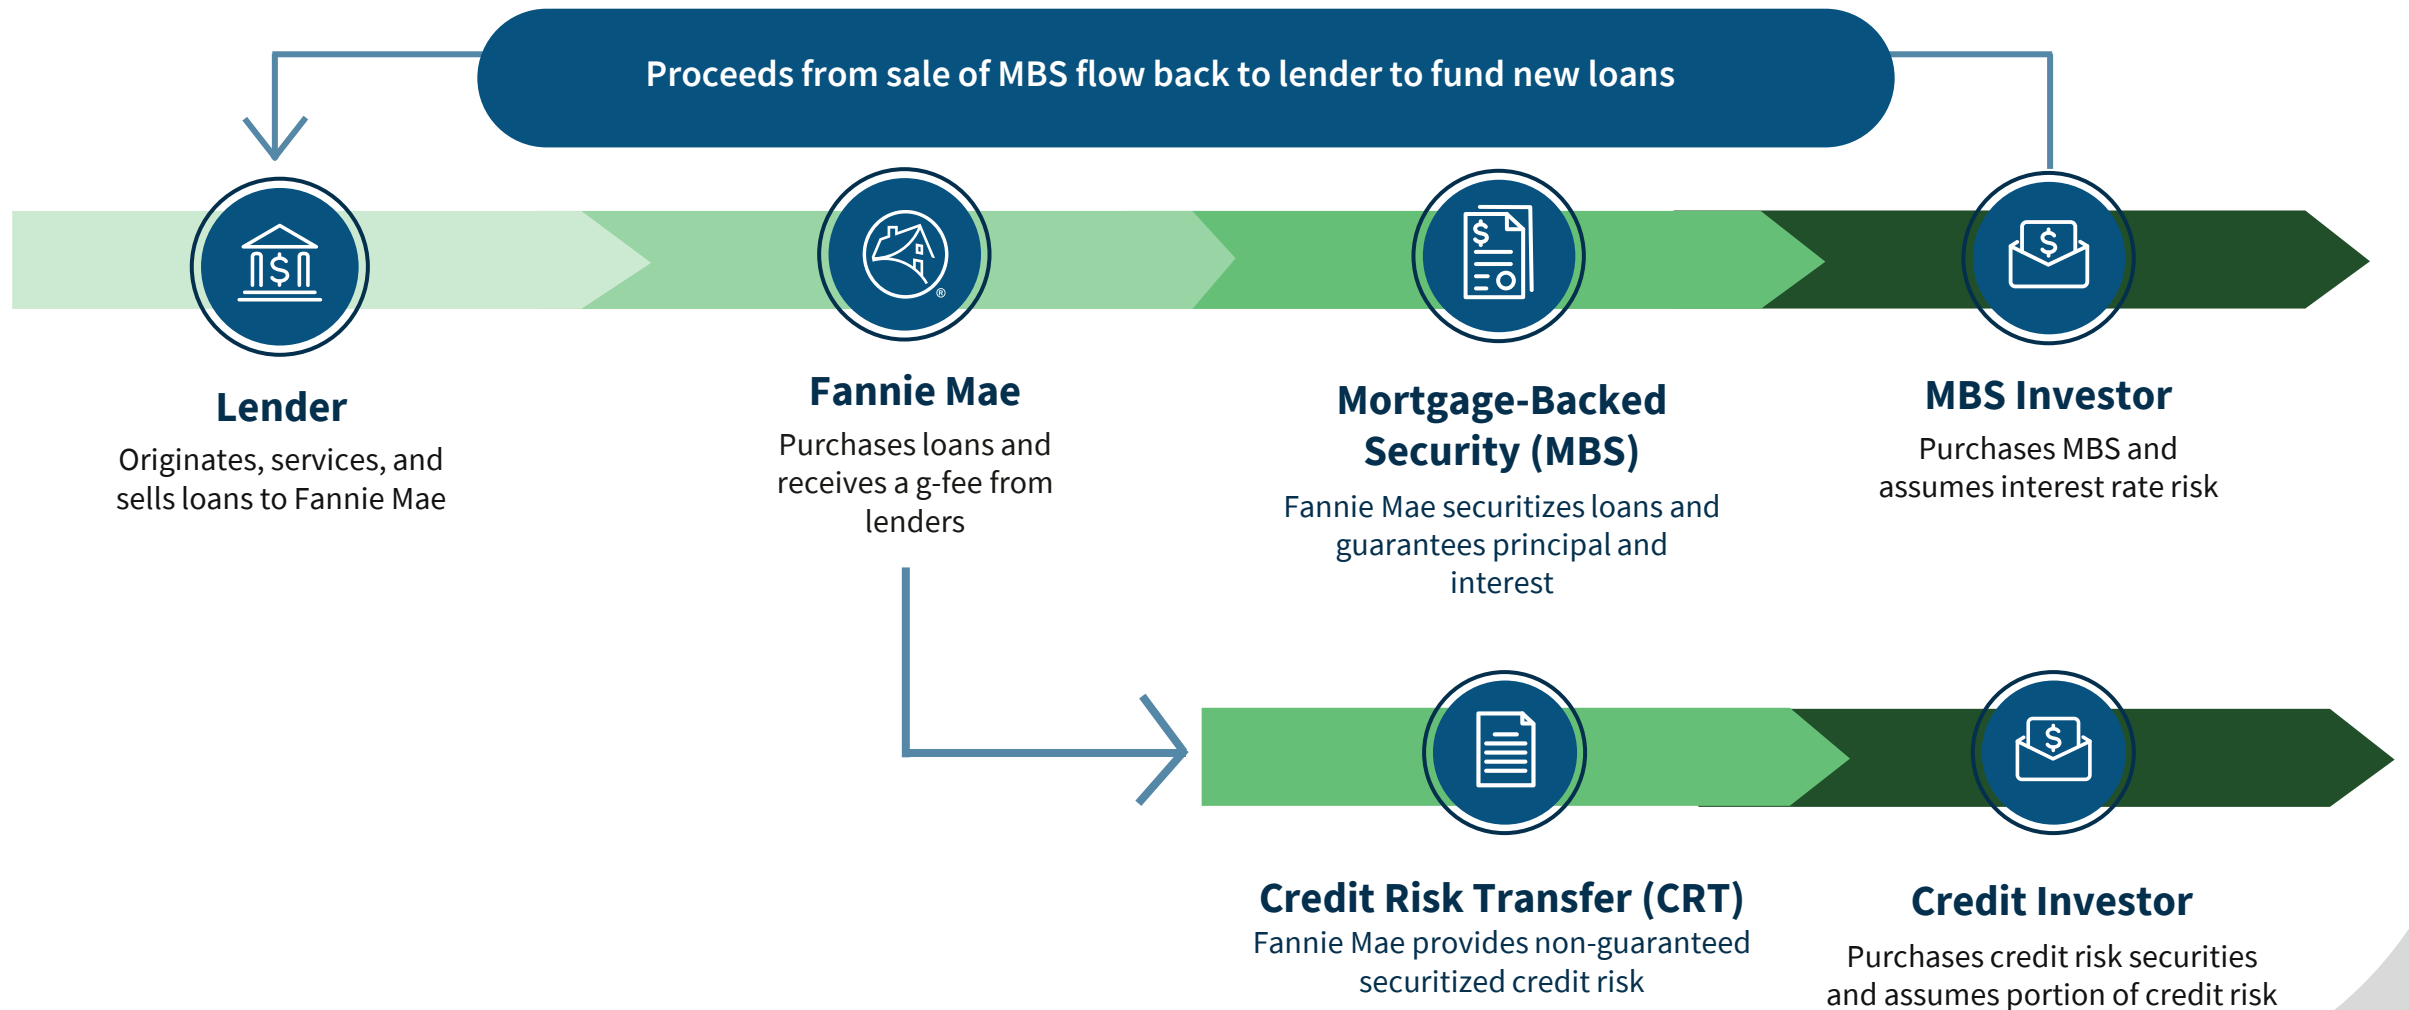 Proceeds from sale of MBS flow back to lender to fund new loans
$
®
$
$
Lender
Originates, services, and
sells loans to Fannie Mae
Fannie Mae
Purchases loans and
receives a g-fee from
lenders
Mortgage-Backed
Security (MBS)
Fannie Mae securitizes loans and
guarantees principal and
interest
MBS Investor
Purchases MBS and
assumes interest rate risk
$
Credit Risk Transfer (CRT)
Fannie Mae provides non-guaranteed
securitized credit risk
Credit Investor
Purchases credit risk securities
and assumes portion of credit risk